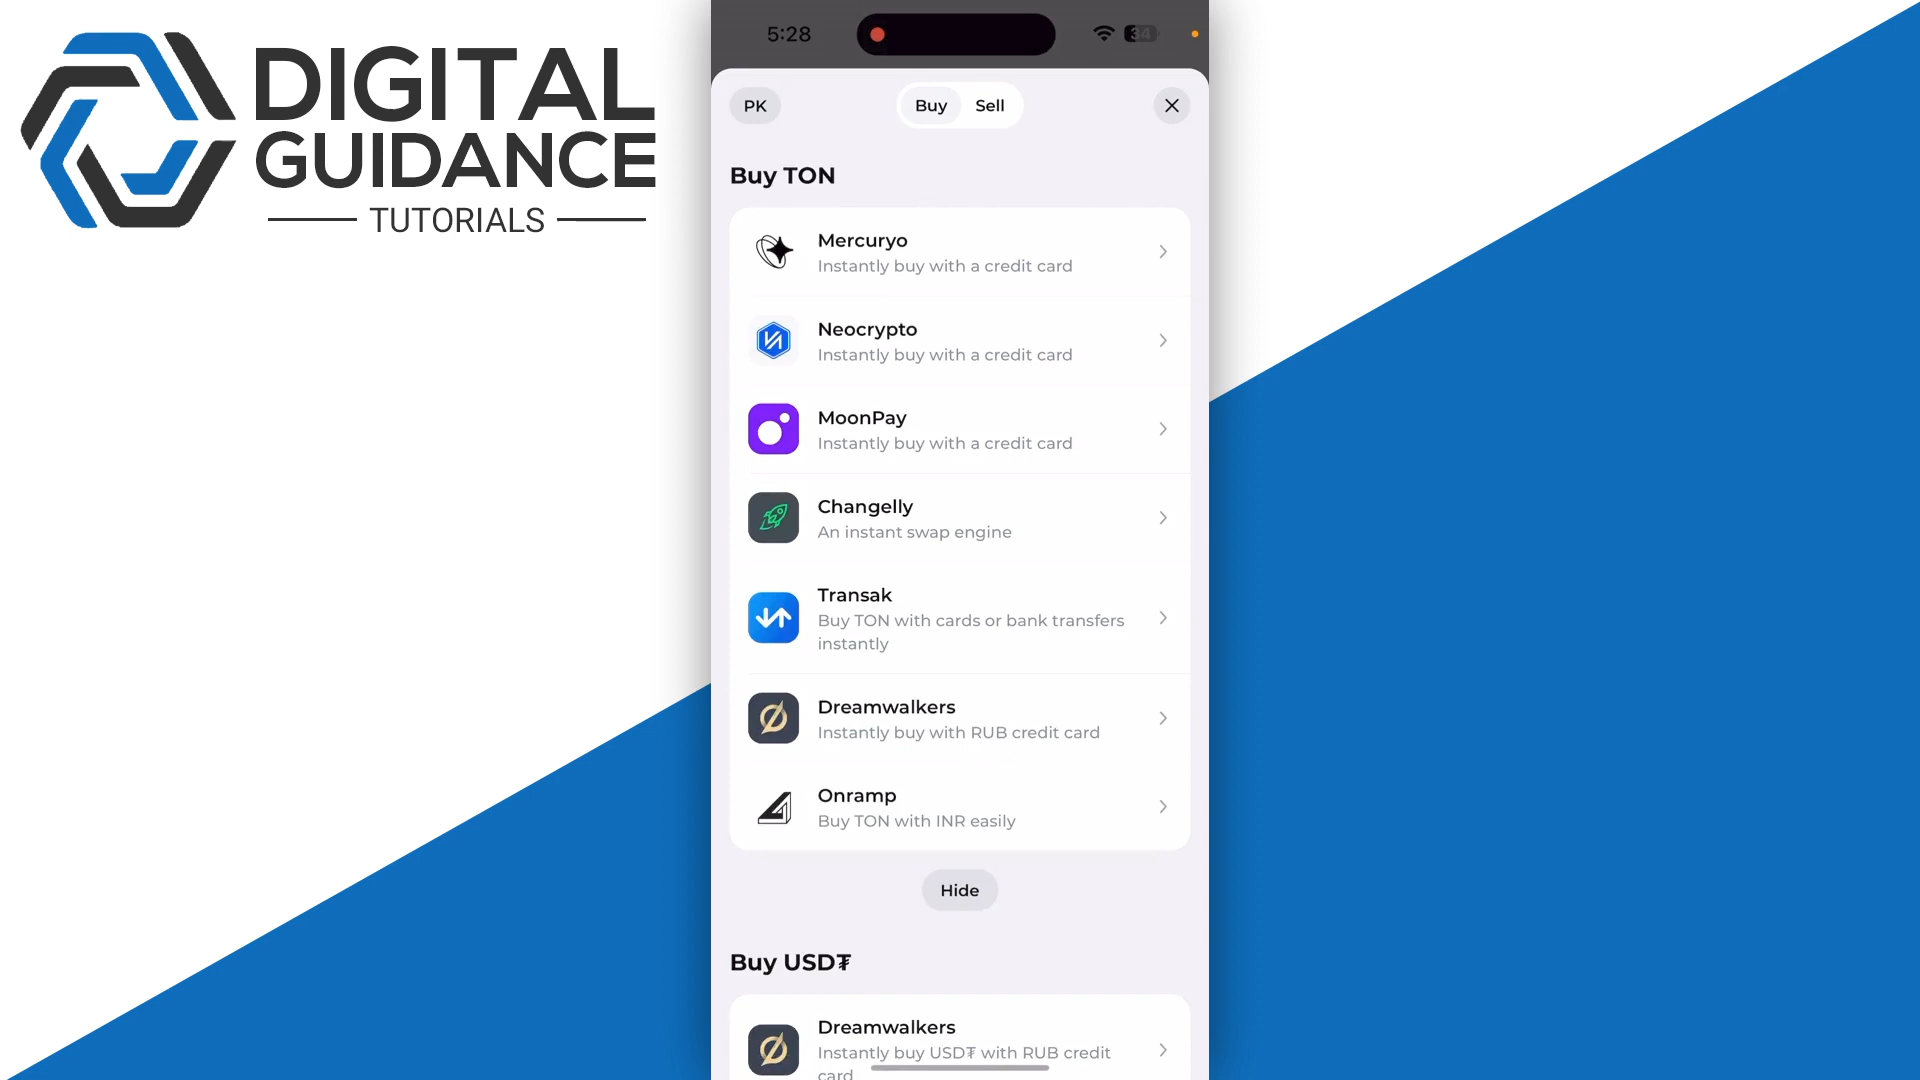 DIGITAL
GUIDANCE
TUTORIALS
5:28
34
PK
Buy
Sell
Buy TON
Mercuryo
Instantly buy with a credit card
Neocrypto
Instantly buy with a credit card
MoonPay
Instantly buy with a credit card
Changelly
An instant swap engine
Transak
Buy TON with cards or bank transfers
instantly
Dreamwalkers
Instantly buy with RUB credit card
Onramp
Buy TON with INR easily
Hide
Buy USD₮
Dreamwalkers
Instantly buy USD₮ with RUB credit
card